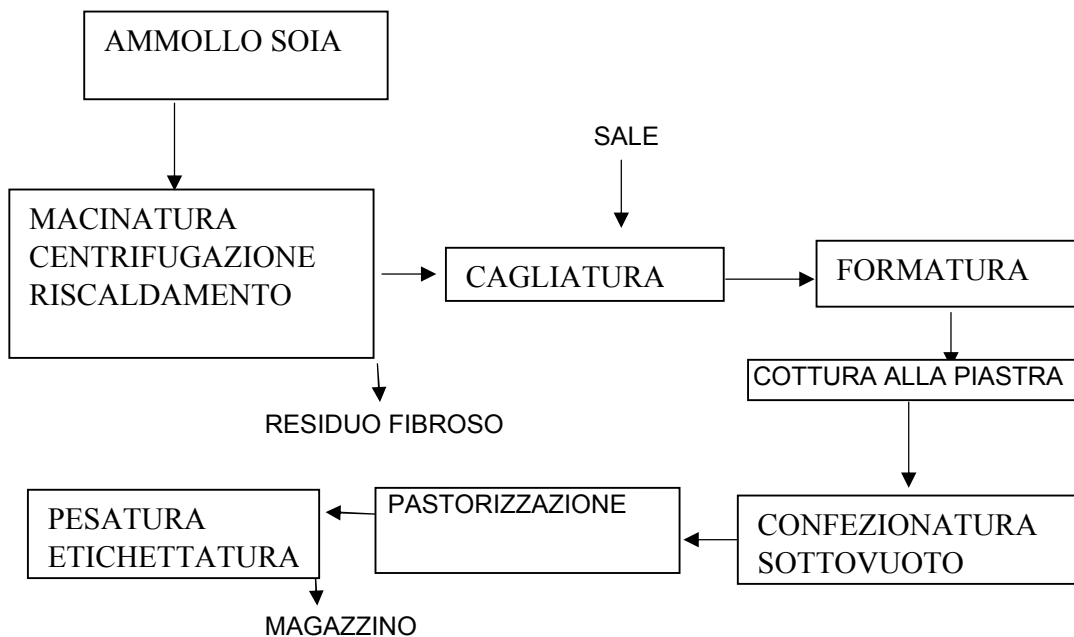 AMMOLLO SOIA
SALE
MACINATURA
CENTRIFUGAZIONE
RISCALDAMENTO
CAGLIATURA
FORMATURA
COTTURA ALLA PIASTRA
RESIDUO FIBROSO
PESATURA
ETICHETTATURA
PASTORIZZAZIONE
CONFEZIONATURA
SOTTOVUOTO
MAGAZZINO